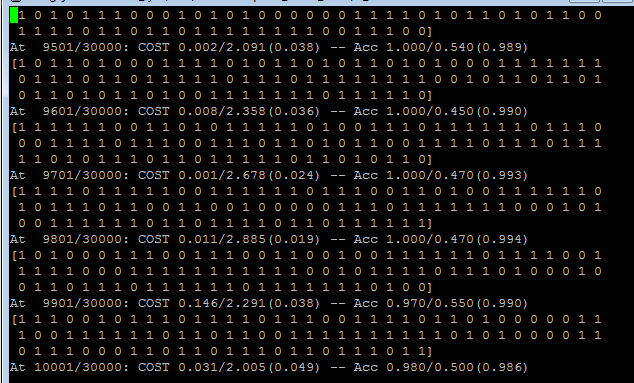 1 0 1 0 1 1 1 0 0 0 1 0 1 0 1 0 0 0 0 0 0 1 1 1 1 0 1 0 1 1 0 1 0 1 1 0 0
1 1 1 1 0 1 1 0 1 1 0 1 1 1 0 1 1 1 1 1 1 0 0 1 1 1 0 0]
At 9501/30000: COST 0.002/2.091(0.038) -- Acc 1.000/0.540(0.989)
[1 0 1 1 0 1 0 0 0 1 1 1 0 1 1 1 1 0 1 1 0 1 0 1 1 0 1 0 0 0 1 1 1 1 1 1 1
0 1 1 1 0 1 1 0 1 0 1 1 1 1 1 1 1 1 1 1 1 1 1 1 0 0 1 1 0 1 1 0 1 1 0 1
0 1 1 0 1 0 1 1 0 1 0 0 1 1 1 1 1 1 1 0 1 1 1 1 1 0]
At 9601/30000: COST 0.008/2.358(0.036) -- Acc 1.000/0.450(0.990)
[1 1 1 1 1 1 0 0 1 1 0 1 0 1 1 1 1 1 1 0 1 0 0 1 1 1 0 1 1 1 1 1 1 0 1 1 1 0
0 0 1 1 1 0 1 0 1 1 0 1 1 1 0 1 0 1 1 0 0 1 1 1 1 0 1 1 1 0 1 1 1
1 1 0 1 1 0 1 0 1 1 0 1 1 1 1 1 1 0 0 1 1 0 1 0 1 1 0]
At 9701/30000: COST 0.001/2.678(0.024) -- Acc 1.000/0.470(0.993)
[1 1 1 1 0 1 1 1 1 0 1 0 1 1 1 1 0 1 1 1 0 0 1 1 0 1 0 0 1 1 1 1 1 1 0
1 0 1 1 0 1 0 1 1 1 0 0 1 1 0 0 1 0 0 0 0 0 1 1 1 0 1 1 1 1 1 1 1 0 0 0 1 0 1
0 0 1 1 1 1 1 1 0 1 1 0 1 1 1 1 0 1 1 0 1 1 1 1 1 1]
At 9801/30000: COST 0.011/2.885(0.019) -- Acc 1.000/0.470(0.994)
[1 0 1 0 0 0 1 1 0 1 1 0 0 1 0 0 0 1 1 1 1 1 0 1 1 1 0 1 1 0 1 1 1 1 0 0 1
1 1 1 1 0 0 0 1 1 0 1 1 1 1 1 1 0 1 1 0 1 1 1 1 1 1 0 1 1 0 1 0 0 0 1 0 0
0 1 1 0 1 1 1 0 1 1 1 1 1 0 1 1 1 1 1 1 1 1 0 1 0 0]
At 9901/30000: COST 0.146/2.291(0.038) -- Acc 0.970/0.550(0.990)
[1 1 1 0 0 1 1 0 1 0 1 1 1 1 0 1 1 1 0 0 1 1 1 1 0 1 1 0 1 0 0 0 0 0 1 1
1 0 0 1 1 1 1 1 1 0 1 1 1 1 1 1 1 1 1 1 1 1 1 1 0 1 0 1 0 0 0 0 1 1 0
1 1 0 1 1 1 0 0 0 1 1 0 1 1 0 1 1 1 0 1 1 1 0 1 1]
At 10001/30000: COST 0.031/2.005(0.049) -- Acc 0.980/0.500(0.986)